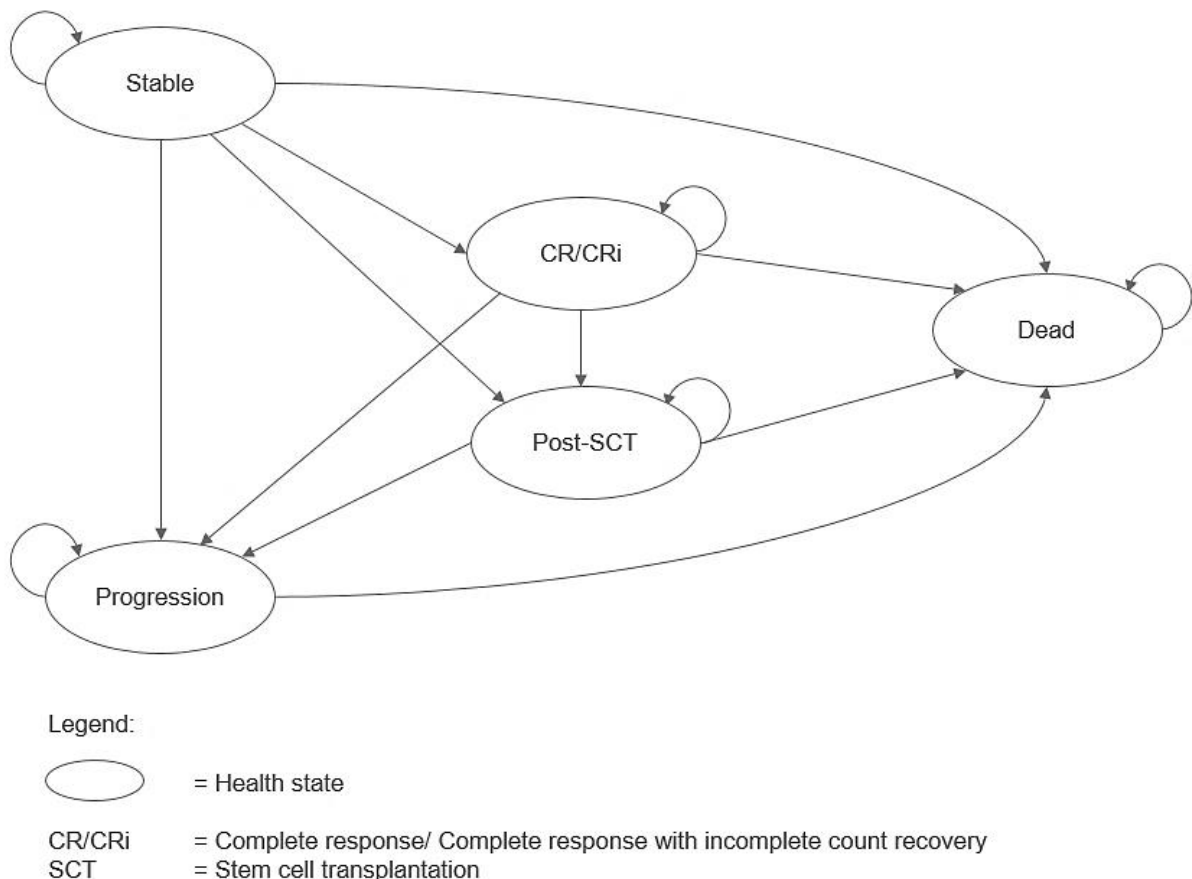 Stable
CR/CRi
Dead
Post-SCT
Progression
Legend:
= Health state
CR/CRi = Complete response/ Complete response with incomplete count recovery
SCT = Stem cell transplantation